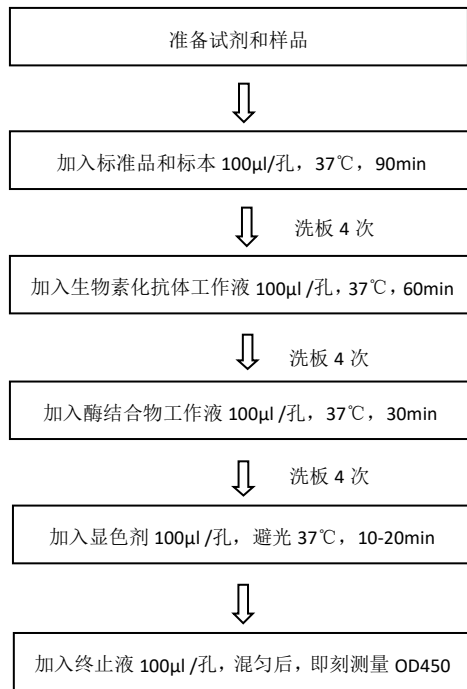 准备试剂和样品
加入标准品和标本 100μl/孔，37℃，90min
洗板 4 次
加入生物素化抗体工作液 100μl /孔，37℃，60min
洗板 4 次
加入酶结合物工作液 100μl /孔，37℃，30min
洗板 4 次
加入显色剂 100μl /孔，避光 37℃，10-20min
加入终止液 100μl /孔，混匀后，即刻测量 OD450